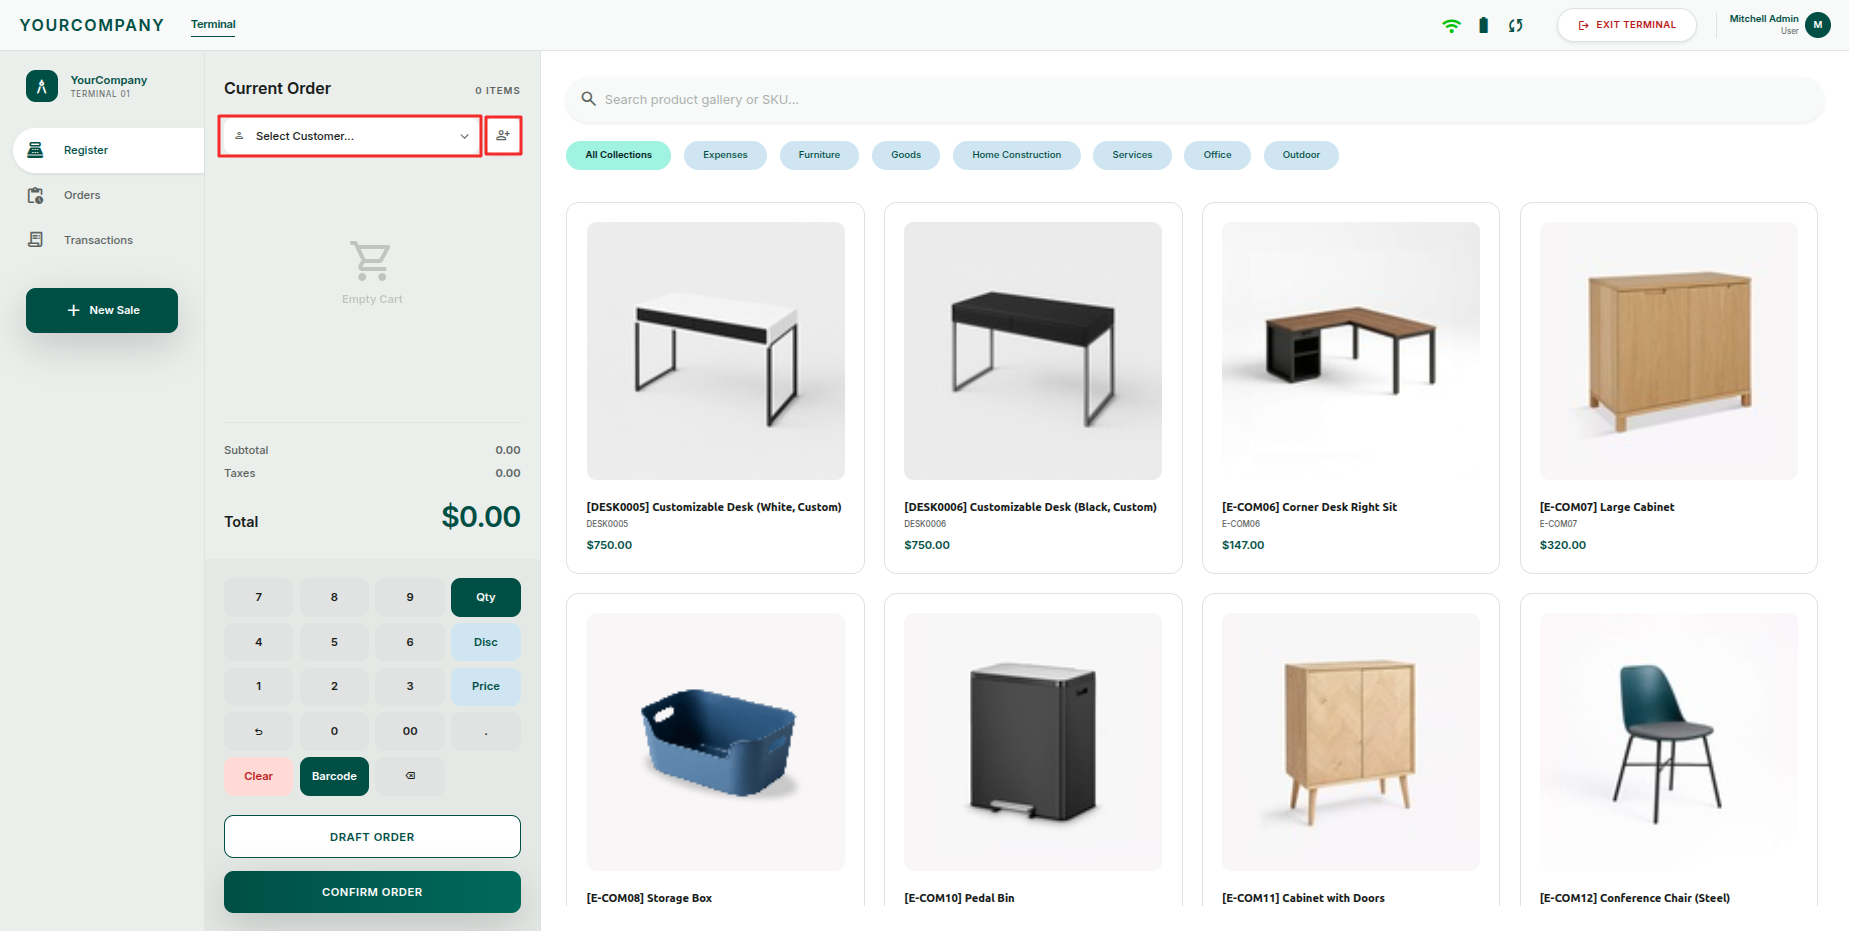 YOURCOMPANY
Terminal
EXIT TERMINAL
Mitchell Admin
User
M
YourCompany
TERMINAL 01
Register
Orders
Transactions
New Sale
Current Order
0 ITEMS
Select Customer...
Empty Cart
Subtotal 0.00
Taxes 0.00
Total $0.00
7 8 9 Qty
4 5 6 Disc
1 2 3 Price
0 00 .
Clear Barcode
DRAFT ORDER
CONFIRM ORDER
Search product gallery or SKU...
All Collections Expenses Furniture Goods Home Construction Services Office Outdoor
[DESK0005] Customizable Desk (White, Custom)
DESK0005
$750.00
[DESK0006] Customizable Desk (Black, Custom)
DESK0006
$750.00
[E-COM06] Corner Desk Right Sit
E-COM06
$147.00
[E-COM07] Large Cabinet
E-COM07
$320.00
[E-COM08] Storage Box
[E-COM10] Pedal Bin
[E-COM11] Cabinet with Doors
[E-COM12] Conference Chair (Steel)